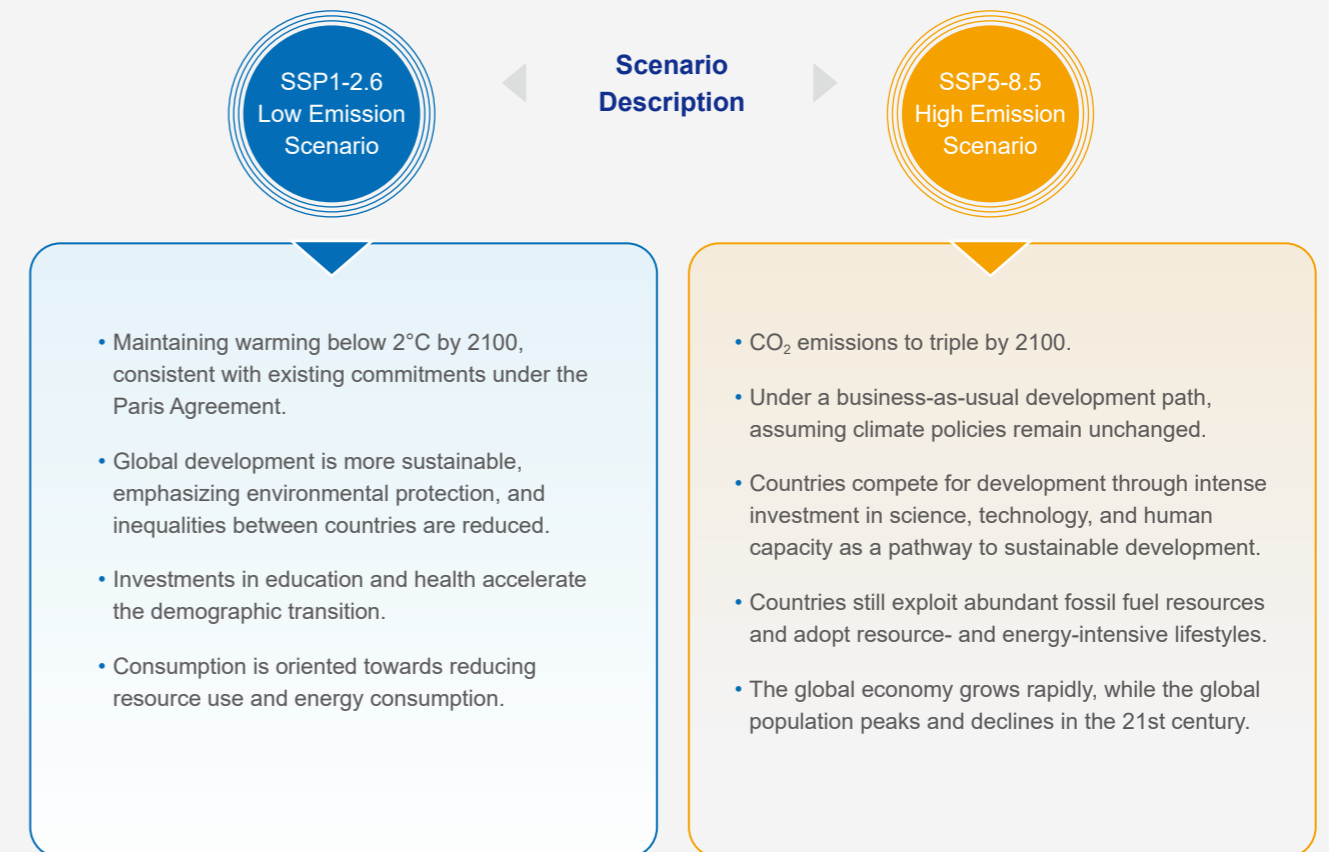 SSP1-2.6
Low Emission
Scenario
Scenario
Description
SSP5-8.5
High Emission
Scenario
• Maintaining warming below 2°C by 2100,
consistent with existing commitments under the
Paris Agreement.
• Global development is more sustainable,
emphasizing environmental protection, and
inequalities between countries are reduced.
• Investments in education and health accelerate
the demographic transition.
• Consumption is oriented towards reducing
resource use and energy consumption.
• CO₂ emissions to triple by 2100.
• Under a business-as-usual development path,
assuming climate policies remain unchanged.
• Countries compete for development through intense
investment in science, technology, and human
capacity as a pathway to sustainable development.
• Countries still exploit abundant fossil fuel resources
and adopt resource- and energy-intensive lifestyles.
• The global economy grows rapidly, while the global
population peaks and declines in the 21st century.